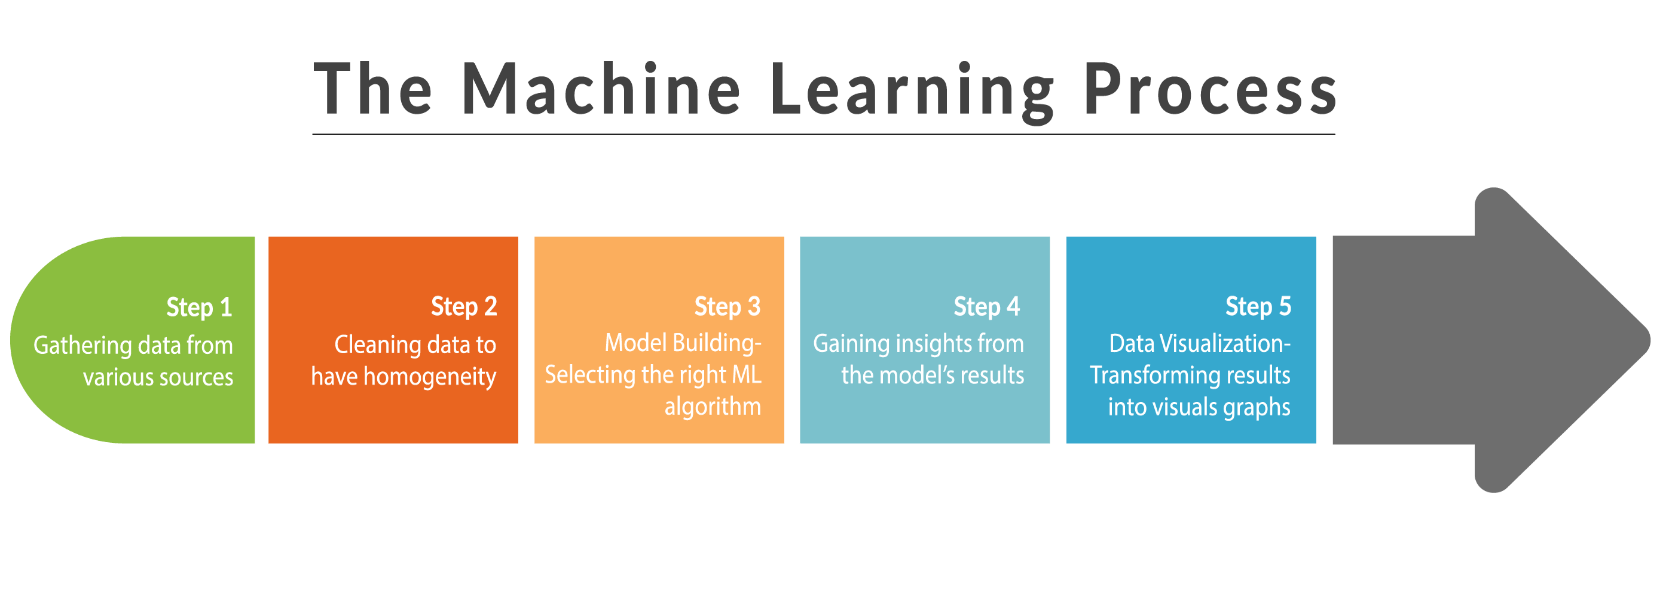 The Machine Learning Process
Step 1
Gathering data from
various sources
Step 2
Cleaning data to
have homogeneity
Step 3
Model Building-
Selecting the right ML
algorithm
Step 4
Gaining insights from
the model’s results
Step 5
Data Visualization-
Transforming results
into visuals graphs